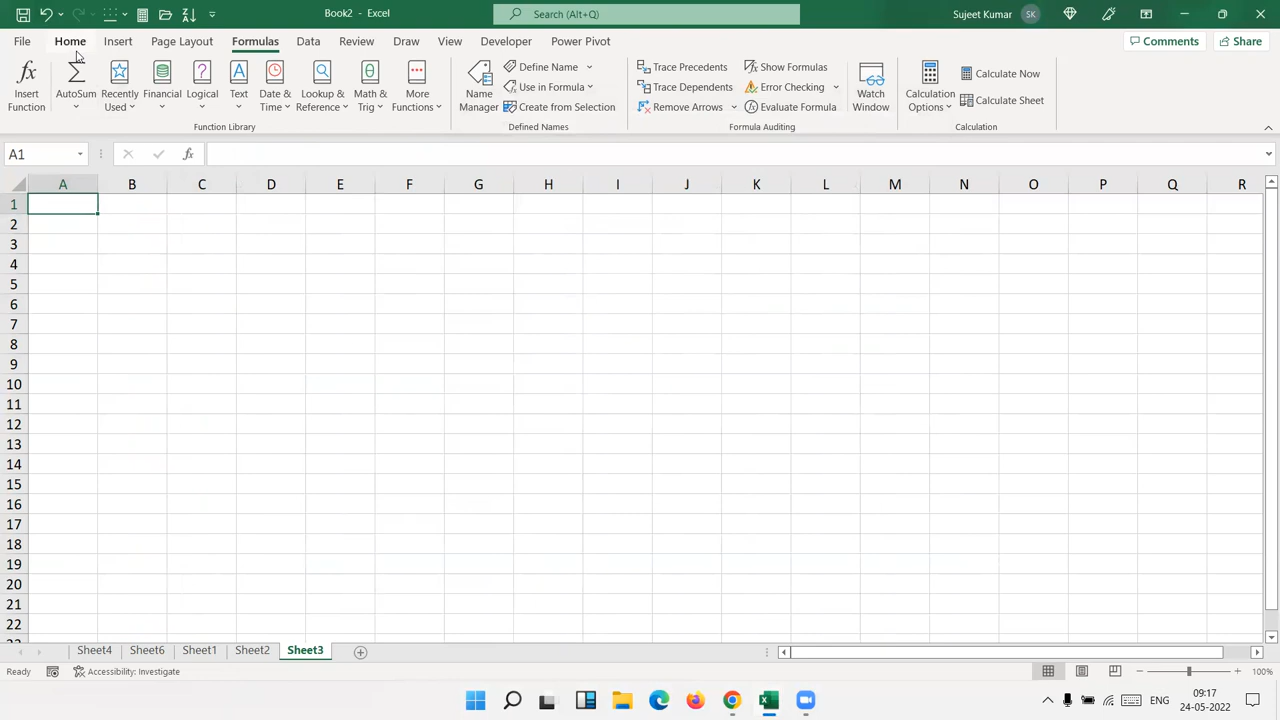 Book2 - Excel
Search (Alt+Q)
Sujeet Kumar
SK
File Home Insert Page Layout Formulas Data Review View Draw Developer Power Pivot
Comments
Share
Insert Function
AutoSum
Recently Used
Financial
Logical
Text
Date & Time
Lookup & Reference
Math & Trig
More Functions
Function Library
Name Manager
Define Name
Use in Formula
Create from Selection
Defined Names
Trace Precedents
Trace Dependents
Remove Arrows
Show Formulas
Error Checking
Evaluate Formula
Formula Auditing
Watch Window
Calculation Options
Calculate Now
Calculate Sheet
Calculation
A1
fx
A B C D E F G H I J K L M N O P Q R
1
2
3
4
5
6
7
8
9
10
11
12
13
14
15
16
17
18
19
20
21
22
Sheet4 Sheet6 Sheet1 Sheet2 Sheet3
Ready
Accessibility: Investigate
100%
ENG
09:17
24-05-2022